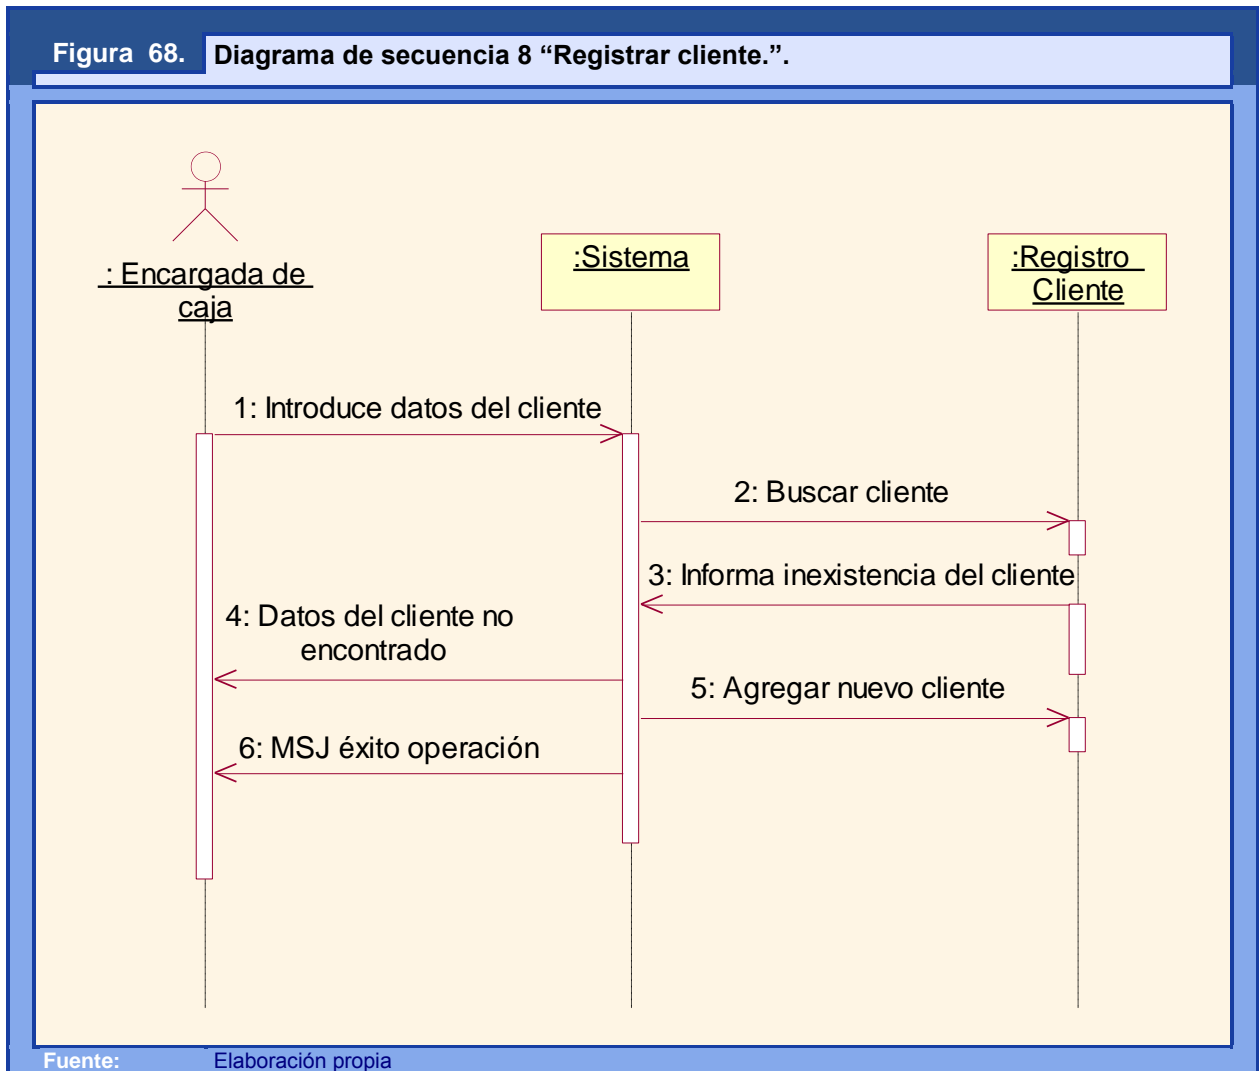 Figura 68.
Diagrama de secuencia 8 “Registrar cliente.”.
: Encargada de
caja
:Sistema
:Registro
Cliente
1: Introduce datos del cliente
2: Buscar cliente
3: Informa inexistencia del cliente
4: Datos del cliente no
encontrado
5: Agregar nuevo cliente
6: MSJ éxito operación
Fuente:
Elaboración propia